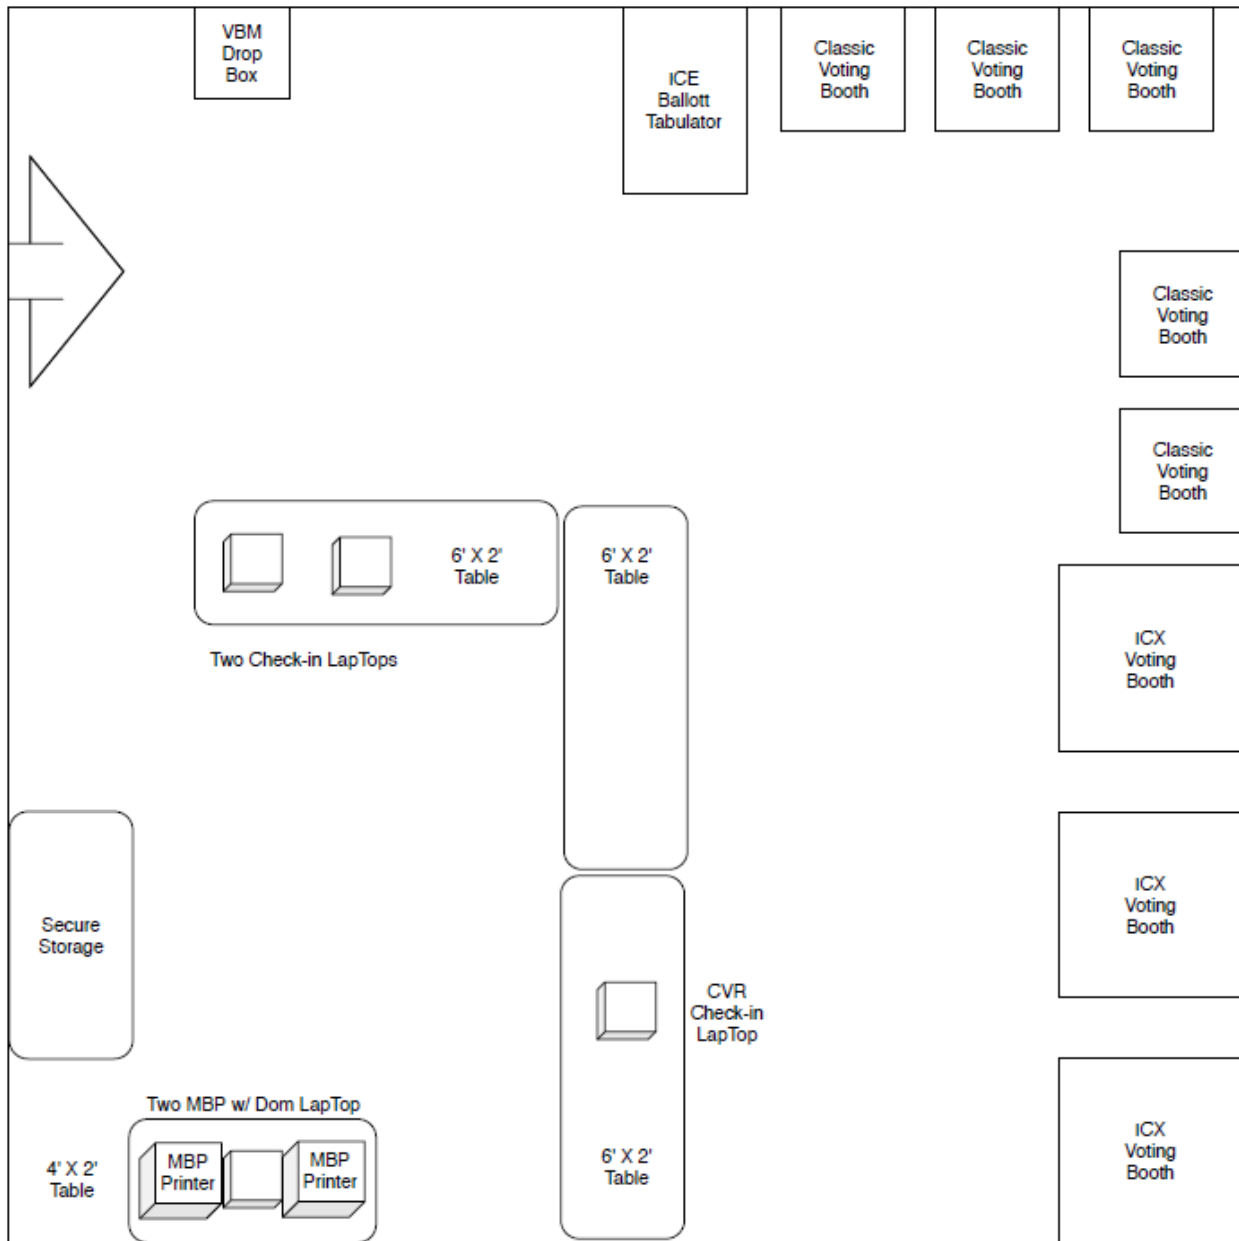 VBM
Drop
Box
ICE
Ballott
Tabulator
Classic
Voting
Booth
Classic
Voting
Booth
Classic
Voting
Booth
Classic
Voting
Booth
Classic
Voting
Booth
6' X 2'
Table
6' X 2'
Table
Two Check-in LapTops
ICX
Voting
Booth
Secure
Storage
ICX
Voting
Booth
CVR
Check-in
LapTop
Two MBP w/ Dom LapTop
4' X 2'
Table
MBP
Printer
MBP
Printer
6' X 2'
Table
ICX
Voting
Booth